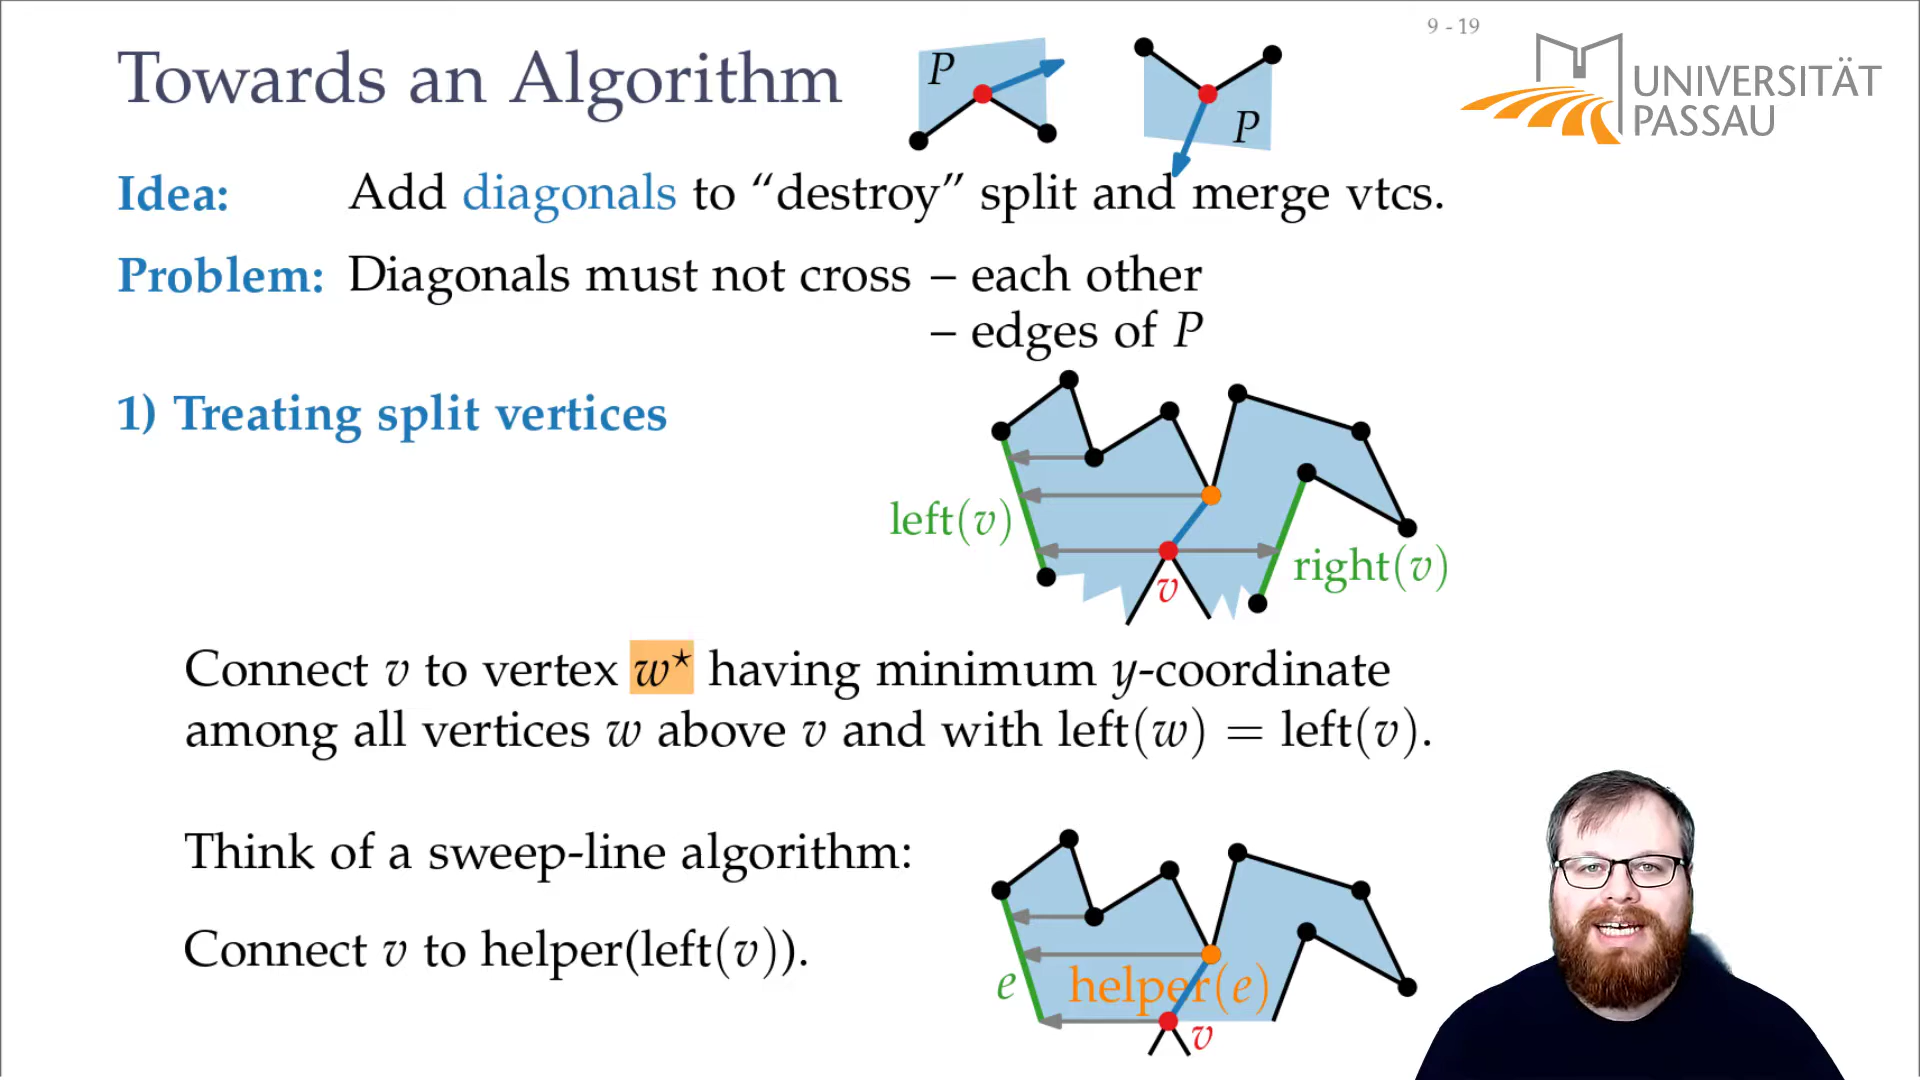 9 - 19
Towards an Algorithm
P
P
UNIVERSITÄT
PASSAU
Idea: Add diagonals to “destroy” split and merge vtcs.
Problem: Diagonals must not cross – each other
– edges of P
1) Treating split vertices
left(v)
right(v)
v
Connect v to vertex w⋆ having minimum y-coordinate
among all vertices w above v and with left(w) = left(v).
Think of a sweep-line algorithm:
Connect v to helper(left(v)).
e
helper(e)
v